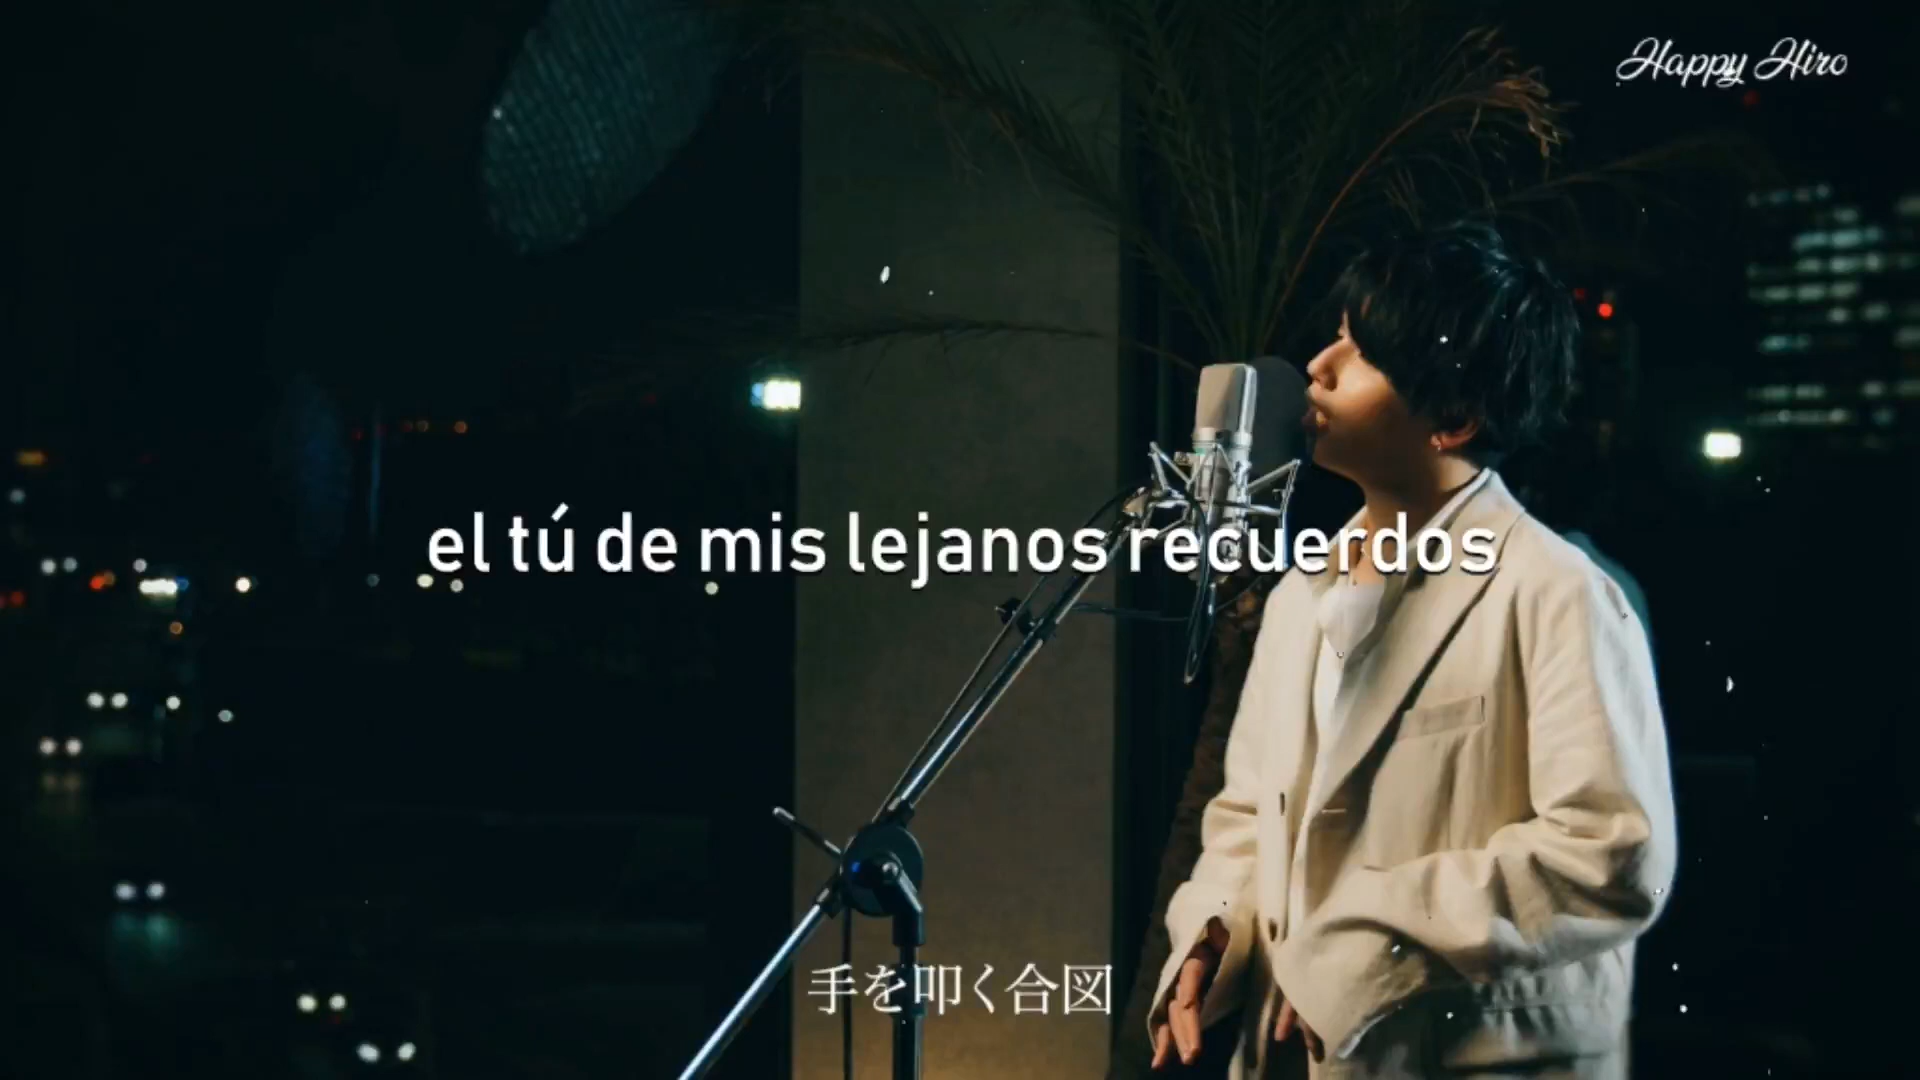 Happy Hiro
el tú de mis lejanos recuerdos
手を叩く合図